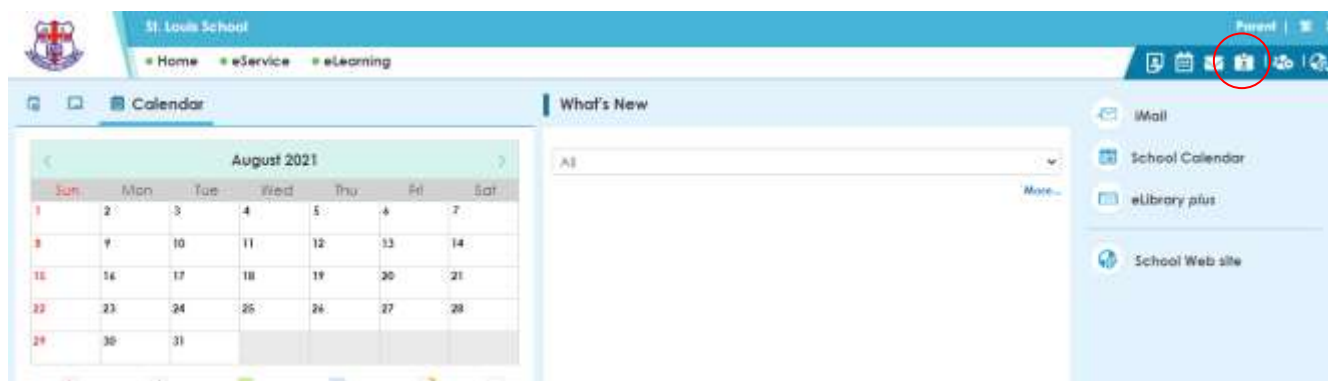 St. Louis School
Parent |
Home eService eLearning
Calendar
What's New
August 2021
Sun Mon Tue Wed Thu Fri Sat
1 2 3 4 5 6 7
8 9 10 11 12 13 14
15 16 17 18 19 20 21
22 23 24 25 26 27 28
29 30 31
All
More...
iMail
School Calendar
eLibrary plus
School Web site